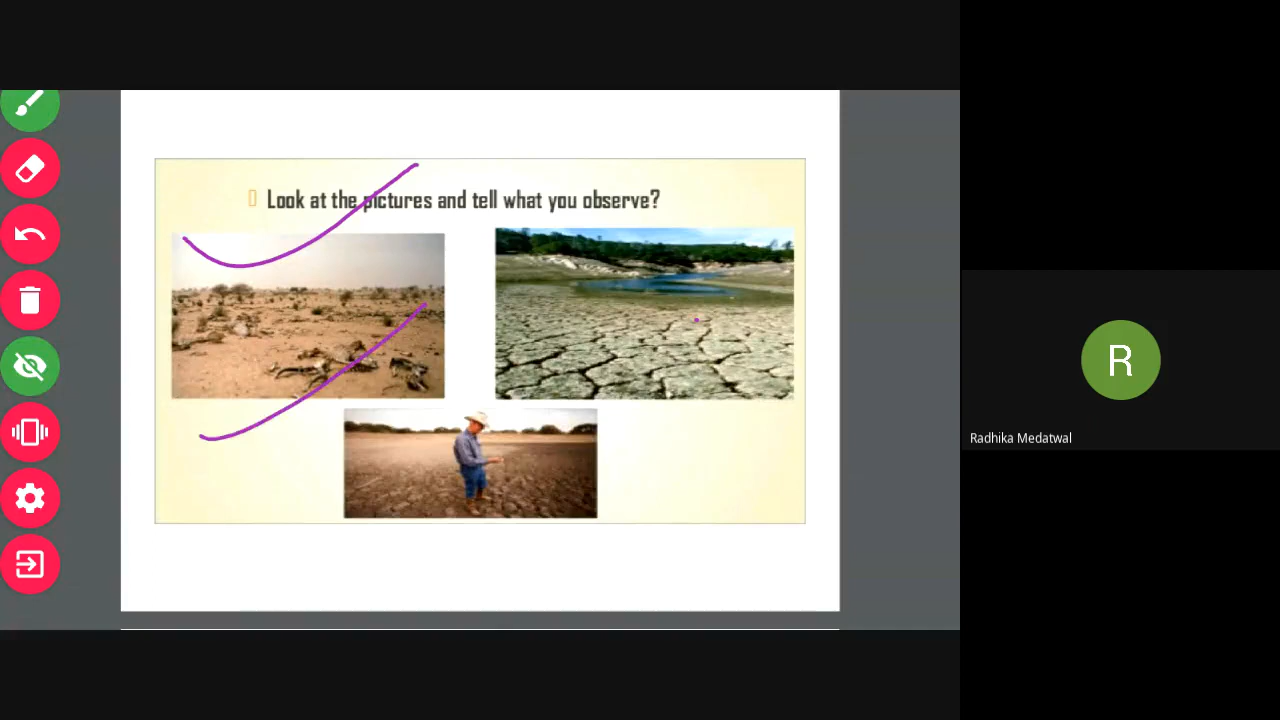 Look at the pictures and tell what you observe?
R
Radhika Medatwal